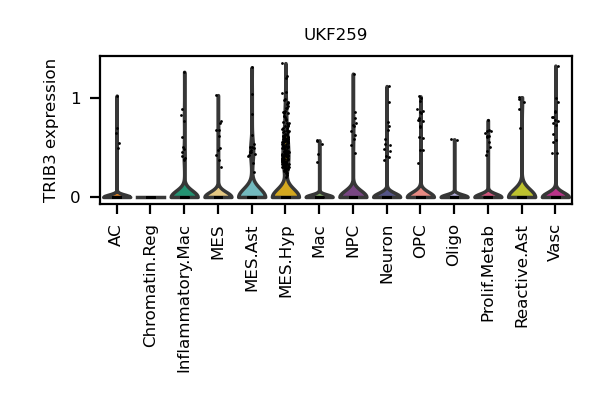 UKF259
TRIB3 expression
1
0
AC
Chromatin.Reg
Inflammatory.Mac
MES
MES.Ast
MES.Hyp
Mac
NPC
Neuron
OPC
Oligo
Prolif.Metab
Reactive.Ast
Vasc